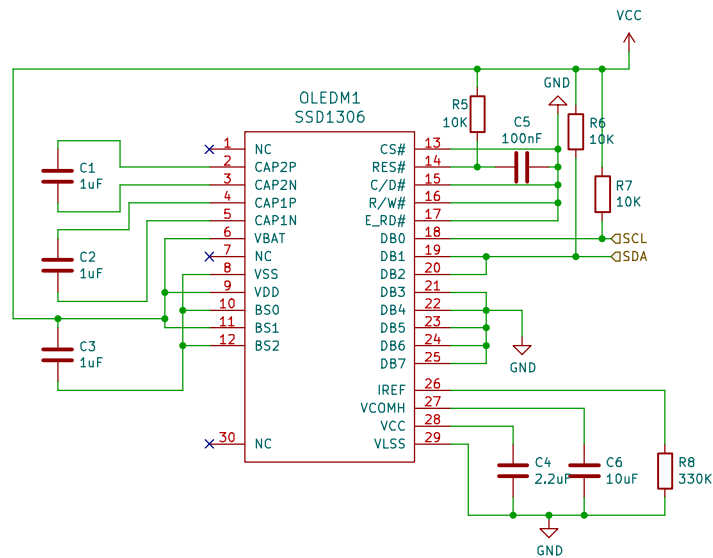 VCC
OLEDM1
SSD1306
GND
R5
10K
C5
100nF
R6
10K
R7
10K
C1
1uF
C2
1uF
C3
1uF
1 NC
2 CAP2P
3 CAP2N
4 CAP1P
5 CAP1N
6 VBAT
7 NC
8 VSS
9 VDD
10 BS0
11 BS1
12 BS2
30 NC
CS# 13
RES# 14
C/D# 15
R/W# 16
E_RD# 17
DB0 18
DB1 19
DB2 20
DB3 21
DB4 22
DB5 23
DB6 24
DB7 25
IREF 26
VCOMH 27
VCC 28
VLSS 29
SCL
SDA
GND
C4
2.2uF
C6
10uF
R8
330K
GND